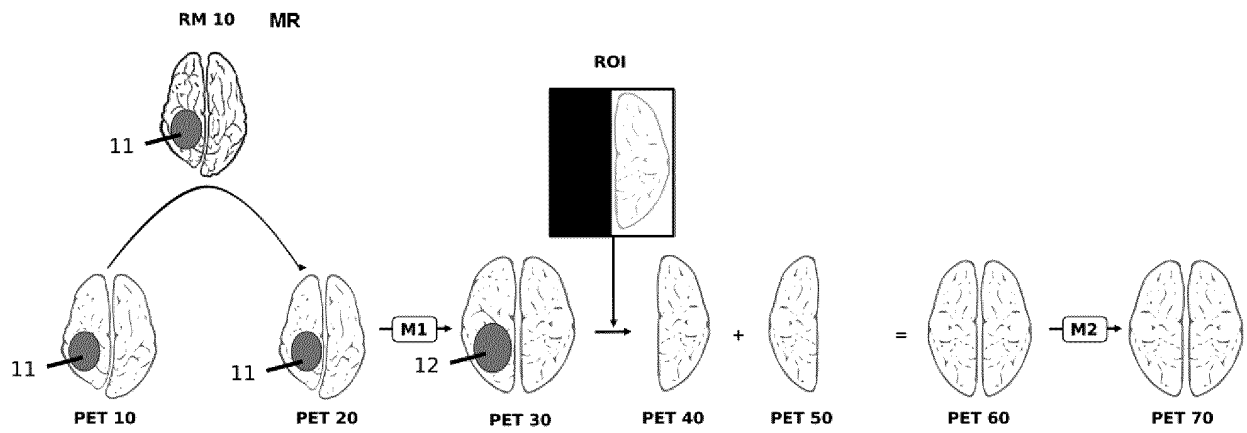 RM 10 MR
11
ROI
11
11
M1
12
+
=
M2
PET 10 PET 20 PET 30 PET 40 PET 50 PET 60 PET 70